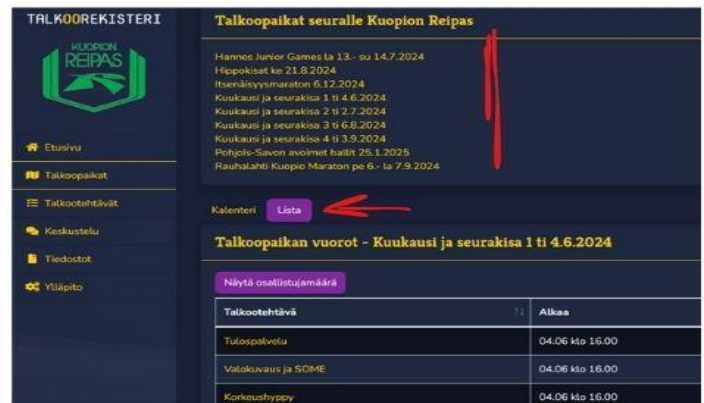 TALKOOREKISTERI
KUOPION
REIPAS
Etusivu
Talkoopaikat
Talkootehtävät
Keskustelu
Tiedostot
Ylläpito
Talkoopaikat seuralle Kuopion Reipas
Hannes Junior Games la 13.- su 14.7.2024
Hippokisat ke 21.8.2024
Itsenäisyysmaraton 6.12.2024
Kuukausi ja seurakisa 1 ti 4.6.2024
Kuukausi ja seurakisa 2 ti 2.7.2024
Kuukausi ja seurakisa 3 ti 6.8.2024
Kuukausi ja seurakisa 4 ti 3.9.2024
Pohjois-Savon avoimet hallit 25.1.2025
Rauhalahti Kuopio Maraton pe 6.- la 7.9.2024
Kalenteri Lista
Talkoopaikan vuorot - Kuukausi ja seurakisa 1 ti 4.6.2024
Näytä osallistujamäärä
Talkootehtävä Alkaa
Tulospalvelu 04.06 klo 16.00
Valokuvaus ja SOME 04.06 klo 16.00
Korkeushyppy 04.06 klo 16.00